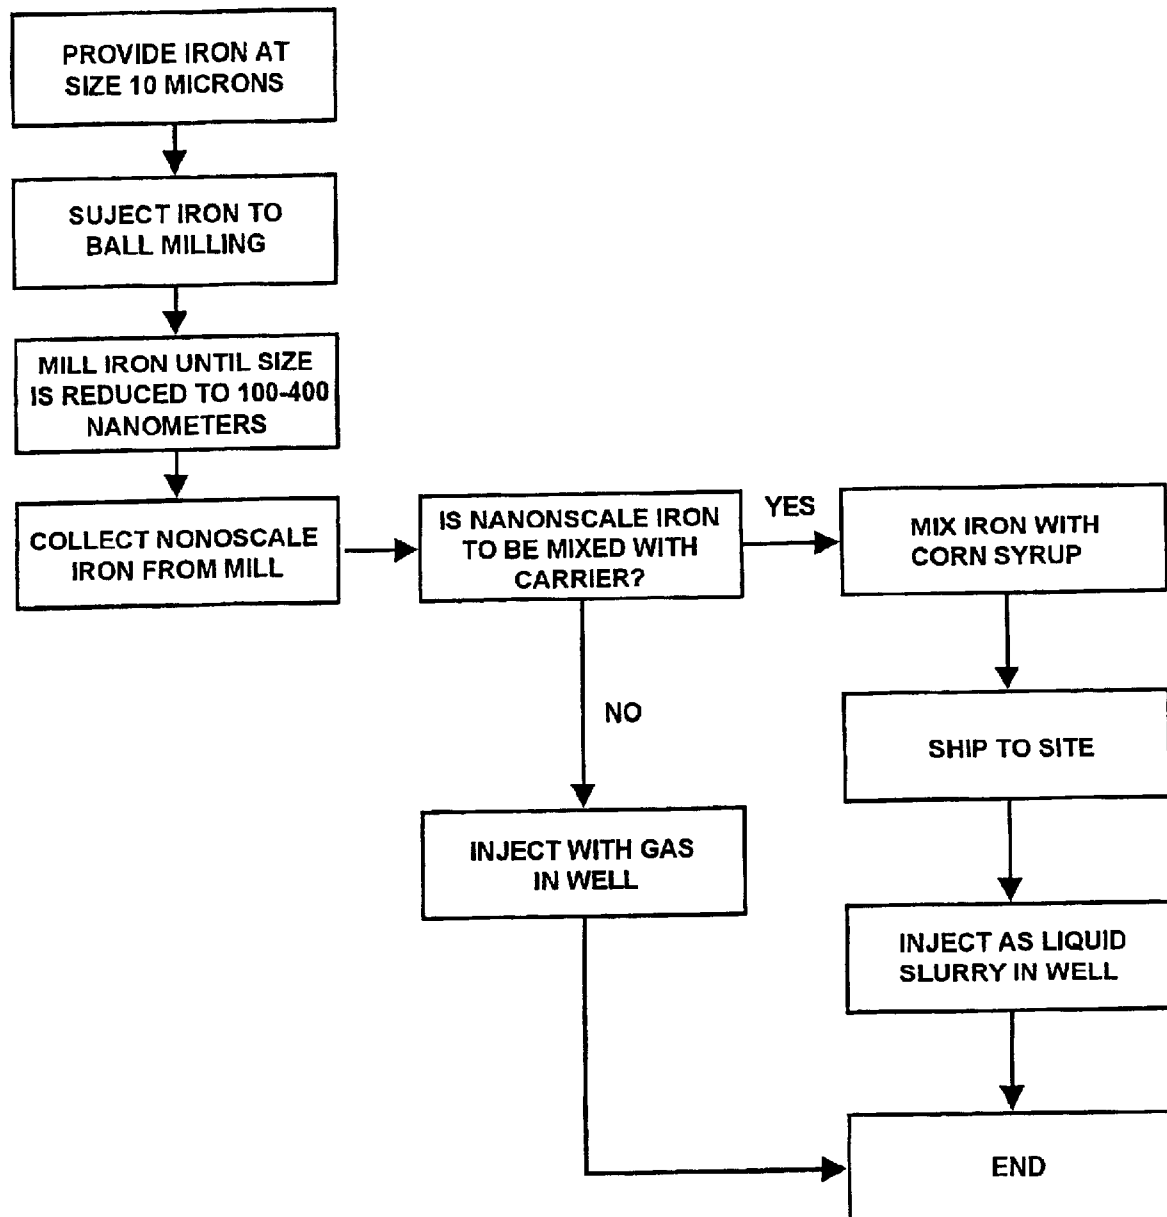 PROVIDE IRON AT
SIZE 10 MICRONS
SUJECT IRON TO
BALL MILLING
MILL IRON UNTIL SIZE
IS REDUCED TO 100-400
NANOMETERS
COLLECT NONOSCALE
IRON FROM MILL
IS NANONSCALE IRON
TO BE MIXED WITH
CARRIER?
YES
MIX IRON WITH
CORN SYRUP
NO
SHIP TO SITE
INJECT WITH GAS
IN WELL
INJECT AS LIQUID
SLURRY IN WELL
END